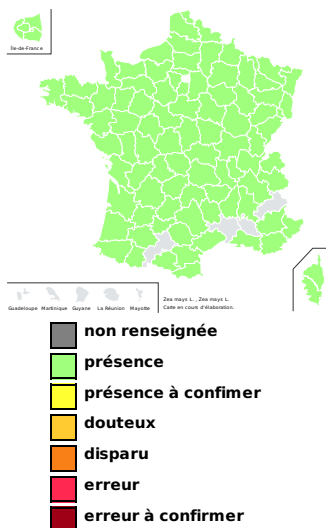 Île-de-France
Guadeloupe Martinique Guyane La Réunion Mayotte
Zea mays L. , Zea mays L.
Carte en cours d'élaboration.
non renseignée
présence
présence à confimer
douteux
disparu
erreur
erreur à confirmer